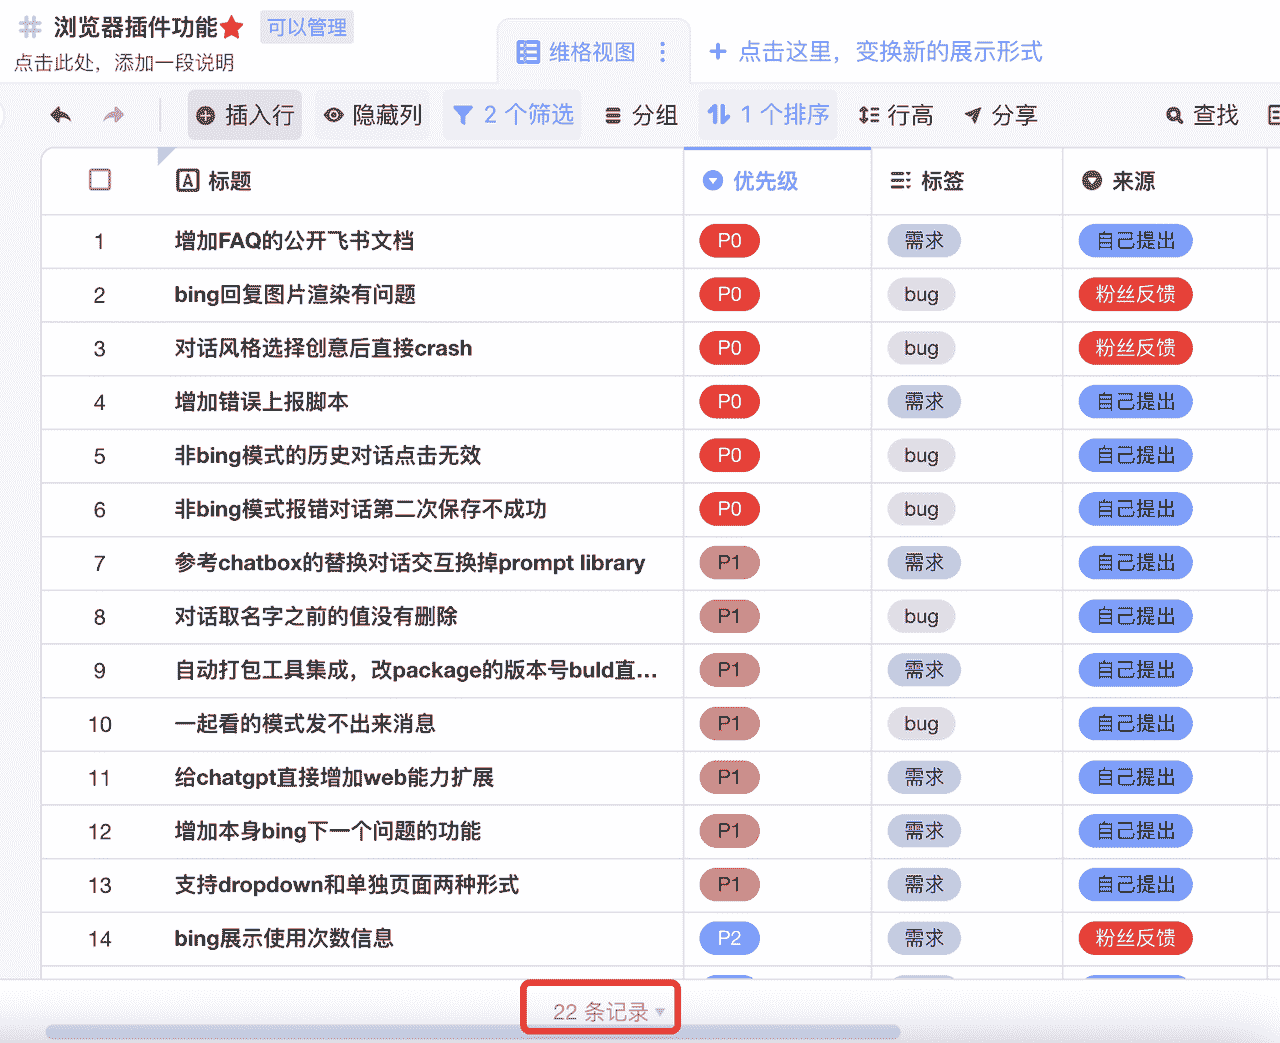 浏览器插件功能 可以管理
点击此处，添加一段说明
维格视图 点击这里，变换新的展示形式
插入行 隐藏列 2 个筛选 分组 1 个排序 行高 分享 查找
标题 优先级 标签 来源
1 增加FAQ的公开飞书文档 P0 需求 自己提出
2 bing回复图片渲染有问题 P0 bug 粉丝反馈
3 对话风格选择创意后直接crash P0 bug 粉丝反馈
4 增加错误上报脚本 P0 需求 自己提出
5 非bing模式的历史对话点击无效 P0 bug 自己提出
6 非bing模式报错对话第二次保存不成功 P0 bug 自己提出
7 参考chatbox的替换对话交互换掉prompt library P1 需求 自己提出
8 对话取名字之前的值没有删除 P1 bug 自己提出
9 自动打包工具集成，改package的版本号buld直... P1 需求 自己提出
10 一起看的模式发不出来消息 P1 bug 自己提出
11 给chatgpt直接增加web能力扩展 P1 需求 自己提出
12 增加本身bing下一个问题的功能 P1 需求 自己提出
13 支持dropdown和单独页面两种形式 P1 需求 自己提出
14 bing展示使用次数信息 P2 需求 粉丝反馈
22 条记录